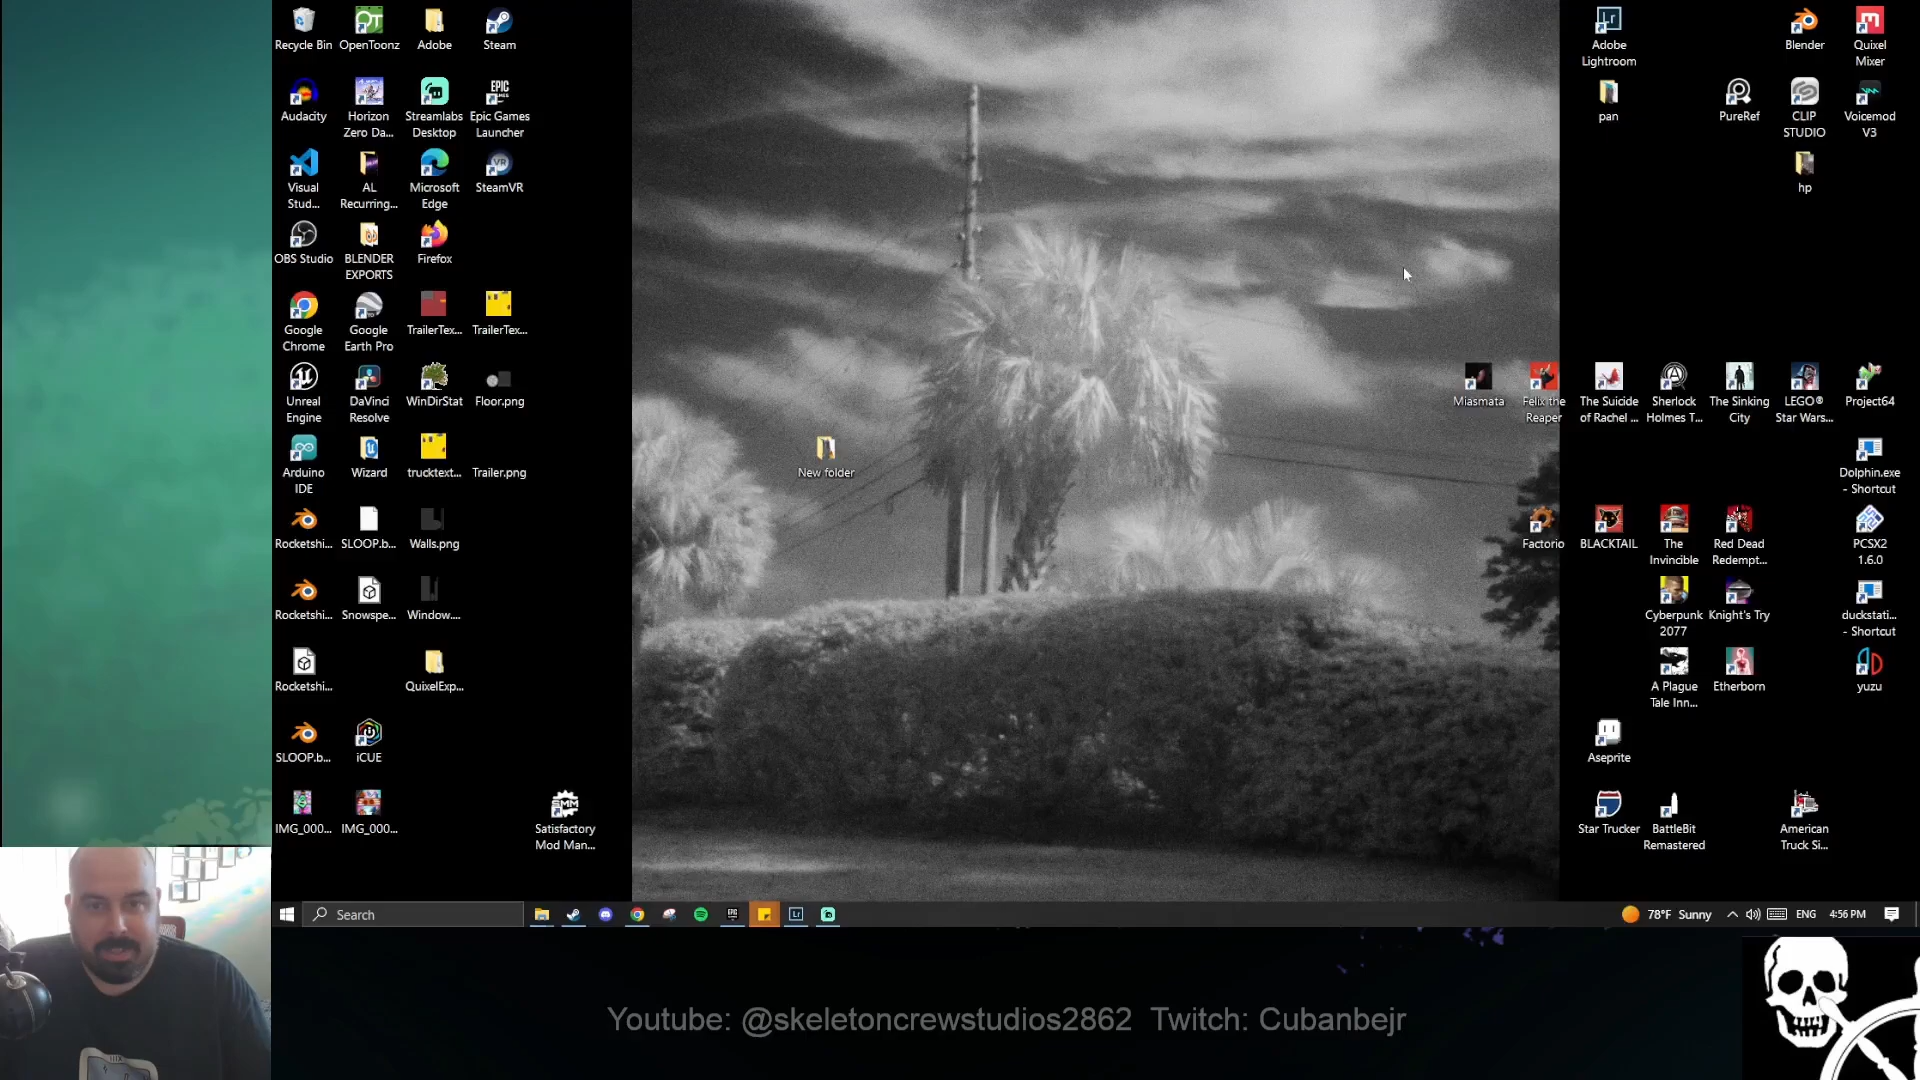 Recycle Bin
OpenToonz
Adobe
Steam
Adobe
Lightroom
Blender
Quixel
Mixer
Audacity
Horizon
Zero Da...
Streamlabs
Desktop
Epic Games
Launcher
pan
PureRef
CLIP
STUDIO
Voicemod
V3
Visual
Stud...
AL
Recurring...
Microsoft
Edge
SteamVR
hp
OBS Studio
BLENDER
EXPORTS
Firefox
Google
Chrome
Google
Earth Pro
TrailerTex...
TrailerTex...
Unreal
Engine
DaVinci
Resolve
WinDirStat
Floor.png
Miasmata
Felix the
Reaper
The Suicide
of Rachel ...
Sherlock
Holmes T...
The Sinking
City
LEGO®
Star Wars...
Project64
Arduino
IDE
Wizard
trucktext...
Trailer.png
New folder
Dolphin.exe
- Shortcut
Rocketshi...
SLOOP.b...
Walls.png
Factorio
BLACKTAIL
The
Invincible
Red Dead
Redempt...
PCSX2
1.6.0
Rocketshi...
Snowspe...
Window....
Cyberpunk
2077
Knight's Try
duckstati...
- Shortcut
Rocketshi...
QuixelExp...
A Plague
Tale Inn...
Etherborn
yuzu
SLOOP.b...
iCUE
Aseprite
IMG_000...
IMG_000...
Satisfactory
Mod Man...
Star Trucker
BattleBit
Remastered
American
Truck Si...
Search
78°F Sunny
ENG
4:56 PM
Youtube: @skeletoncrewstudios2862 Twitch: Cubanbejr